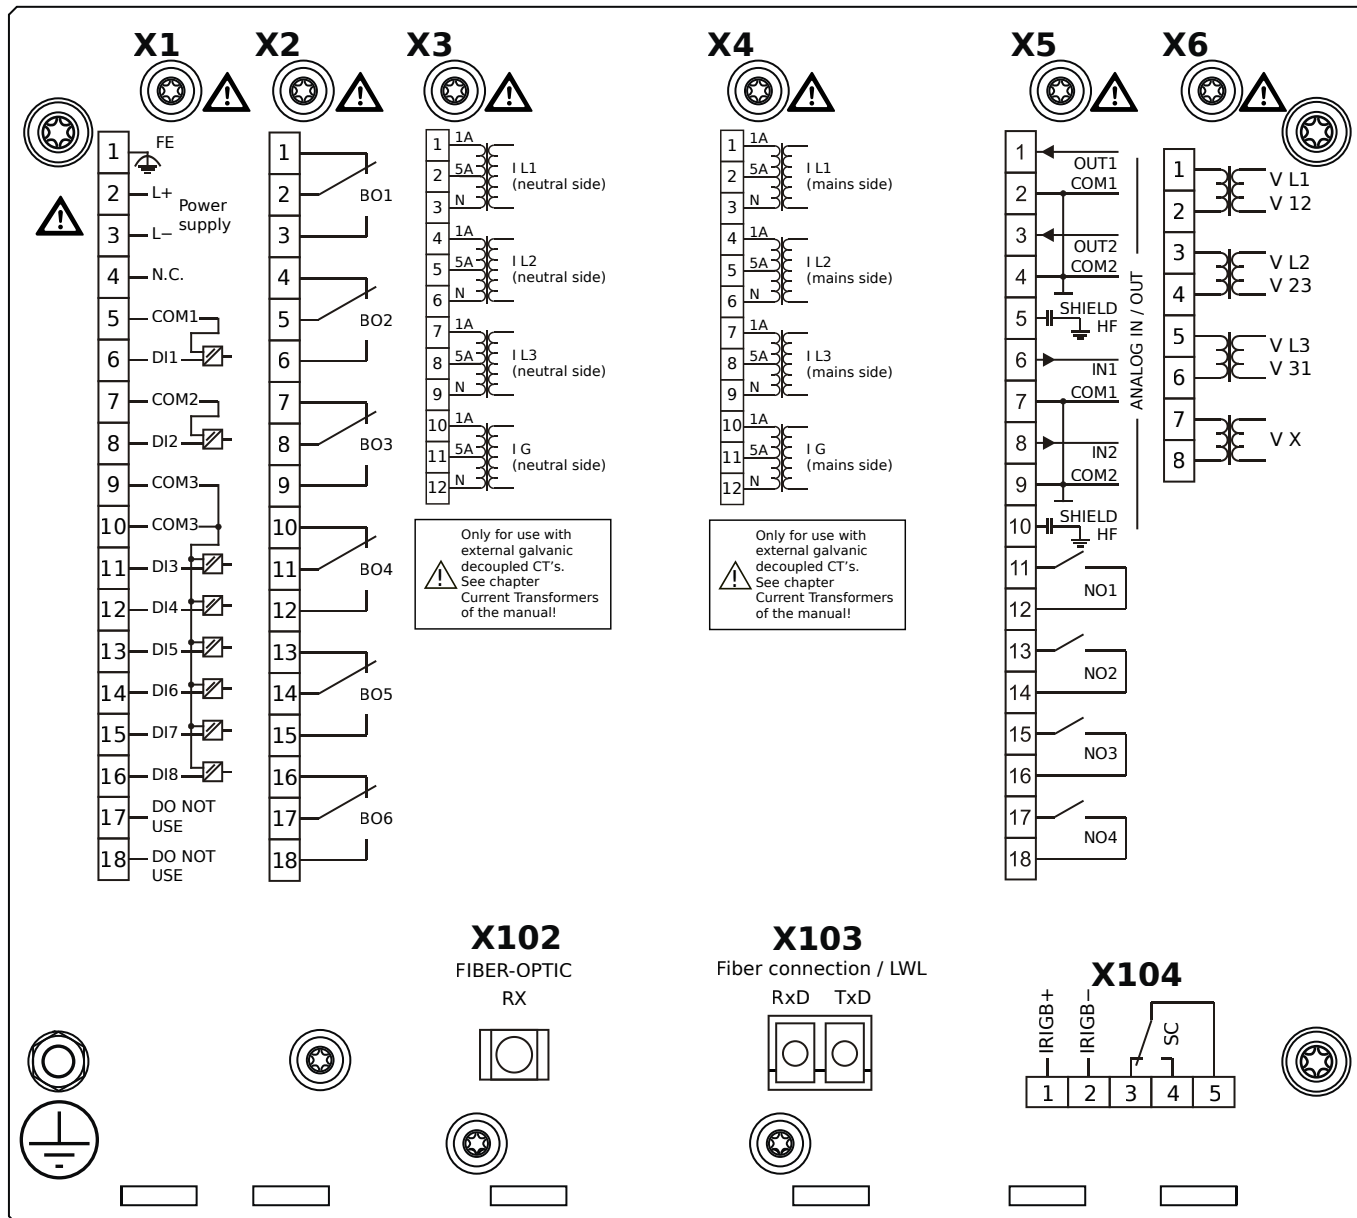 X1
1
FE
2
L+
Power
supply
3
L−
4
N.C.
5
COM1
6
DI1
7
COM2
8
DI2
9
COM3
10
COM3
11
DI3
12
DI4
13
DI5
14
DI6
15
DI7
16
DI8
17
DO NOT
USE
18
DO NOT
USE
X2
1
2
BO1
3
4
5
BO2
6
7
8
BO3
9
10
11
BO4
12
13
14
BO5
15
16
17
BO6
18
X3
1
1A
2
5A
I L1
(neutral side)
3
N
4
1A
5
5A
I L2
(neutral side)
6
N
7
1A
8
5A
I L3
(neutral side)
9
N
10
1A
11
5A
I G
(neutral side)
12
N
Only for use with
external galvanic
decoupled CT's.
See chapter
Current Transformers
of the manual!
X4
1
1A
2
5A
I L1
(mains side)
3
N
4
1A
5
5A
I L2
(mains side)
6
N
7
1A
8
5A
I L3
(mains side)
9
N
10
1A
11
5A
I G
(mains side)
12
N
Only for use with
external galvanic
decoupled CT's.
See chapter
Current Transformers
of the manual!
X5
1
OUT1
2
COM1
3
OUT2
4
COM2
5
SHIELD
HF
6
IN1
7
COM1
8
IN2
9
COM2
10
SHIELD
HF
ANALOG IN / OUT
11
NO1
12
13
NO2
14
15
NO3
16
17
NO4
18
X6
1
V L1
2
V 12
3
V L2
4
V 23
5
V L3
6
V 31
7
V X
8
X102
FIBER-OPTIC
RX
X103
Fiber connection / LWL
RxD TxD
X104
IRIGB+
IRIGB−
SC
1 2 3 4 5